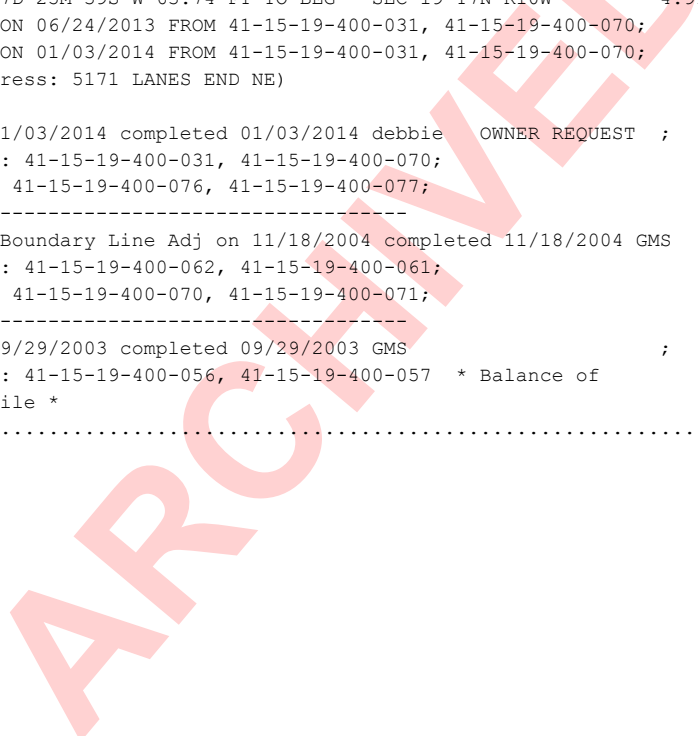 7D 25M 39S W 63.74 FT TO BEG SEC 19 T7N R10W 4.9
ON 06/24/2013 FROM 41-15-19-400-031, 41-15-19-400-070;
ON 01/03/2014 FROM 41-15-19-400-031, 41-15-19-400-070;
ress: 5171 LANES END NE)
1/03/2014 completed 01/03/2014 debbie OWNER REQUEST ;
: 41-15-19-400-031, 41-15-19-400-070;
41-15-19-400-076, 41-15-19-400-077;
----------------------------------
Boundary Line Adj on 11/18/2004 completed 11/18/2004 GMS
: 41-15-19-400-062, 41-15-19-400-061;
41-15-19-400-070, 41-15-19-400-071;
----------------------------------
9/29/2003 completed 09/29/2003 GMS ;
: 41-15-19-400-056, 41-15-19-400-057 * Balance of
ile *
..........................................................
ARCHIVED